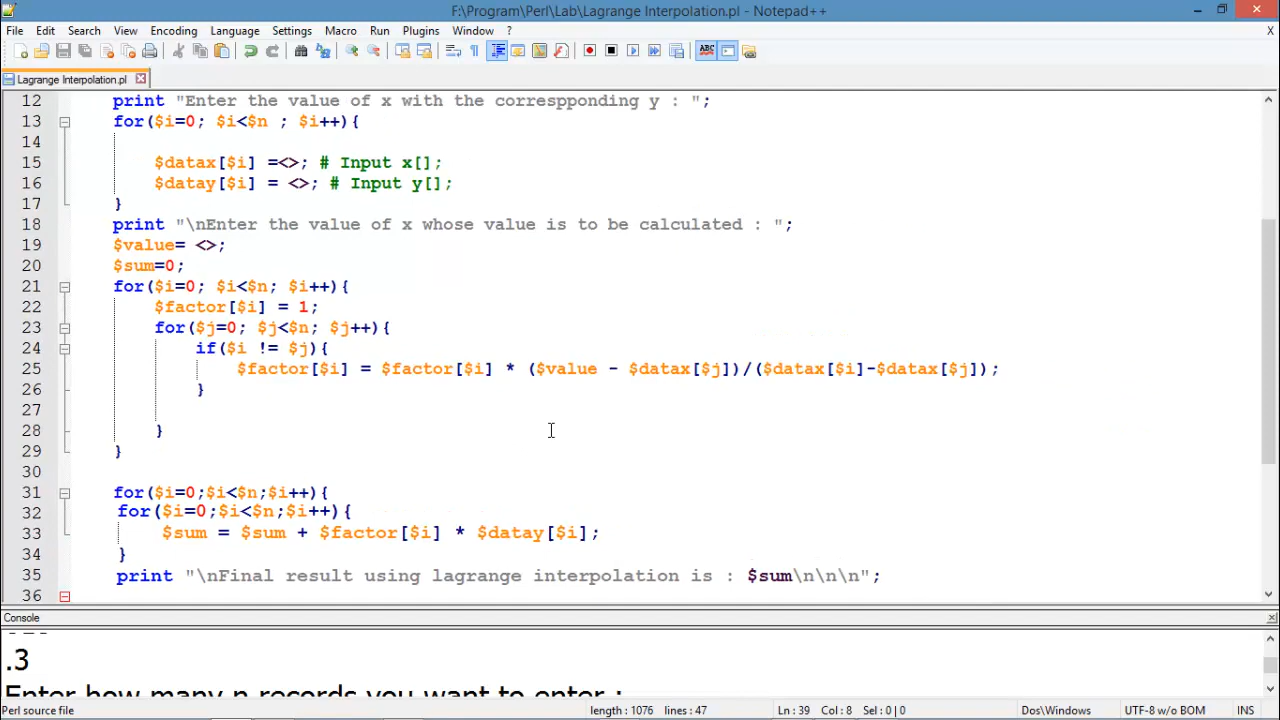 F:\Program\Perl\Lab\Lagrange Interpolation.pl - Notepad++
File Edit Search View Encoding Language Settings Macro Run Plugins Window ? X
Lagrange Interpolation.pl
12 print "Enter the value of x with the correspponding y : ";
13 for($i=0; $i<$n ; $i++){
14
15 $datax[$i] =<>; # Input x[];
16 $datay[$i] = <>; # Input y[];
17 }
18 print "\nEnter the value of x whose value is to be calculated : ";
19 $value= <>;
20 $sum=0;
21 for($i=0; $i<$n; $i++){
22 $factor[$i] = 1;
23 for($j=0; $j<$n; $j++){
24 if($i != $j){
25 $factor[$i] = $factor[$i] * ($value - $datax[$j])/($datax[$i]-$datax[$j]);
26 }
27
28 }
29 }
30
31 for($i=0;$i<$n;$i++){
32 for($i=0;$i<$n;$i++){
33 $sum = $sum + $factor[$i] * $datay[$i];
34 }
35 print "\nFinal result using lagrange interpolation is : $sum\n\n\n";
36
Console
.3
Enter how many n records you want to enter :
Perl source file length : 1076 lines : 47 Ln : 39 Col : 8 Sel : 0 | 0 Dos\Windows UTF-8 w/o BOM INS